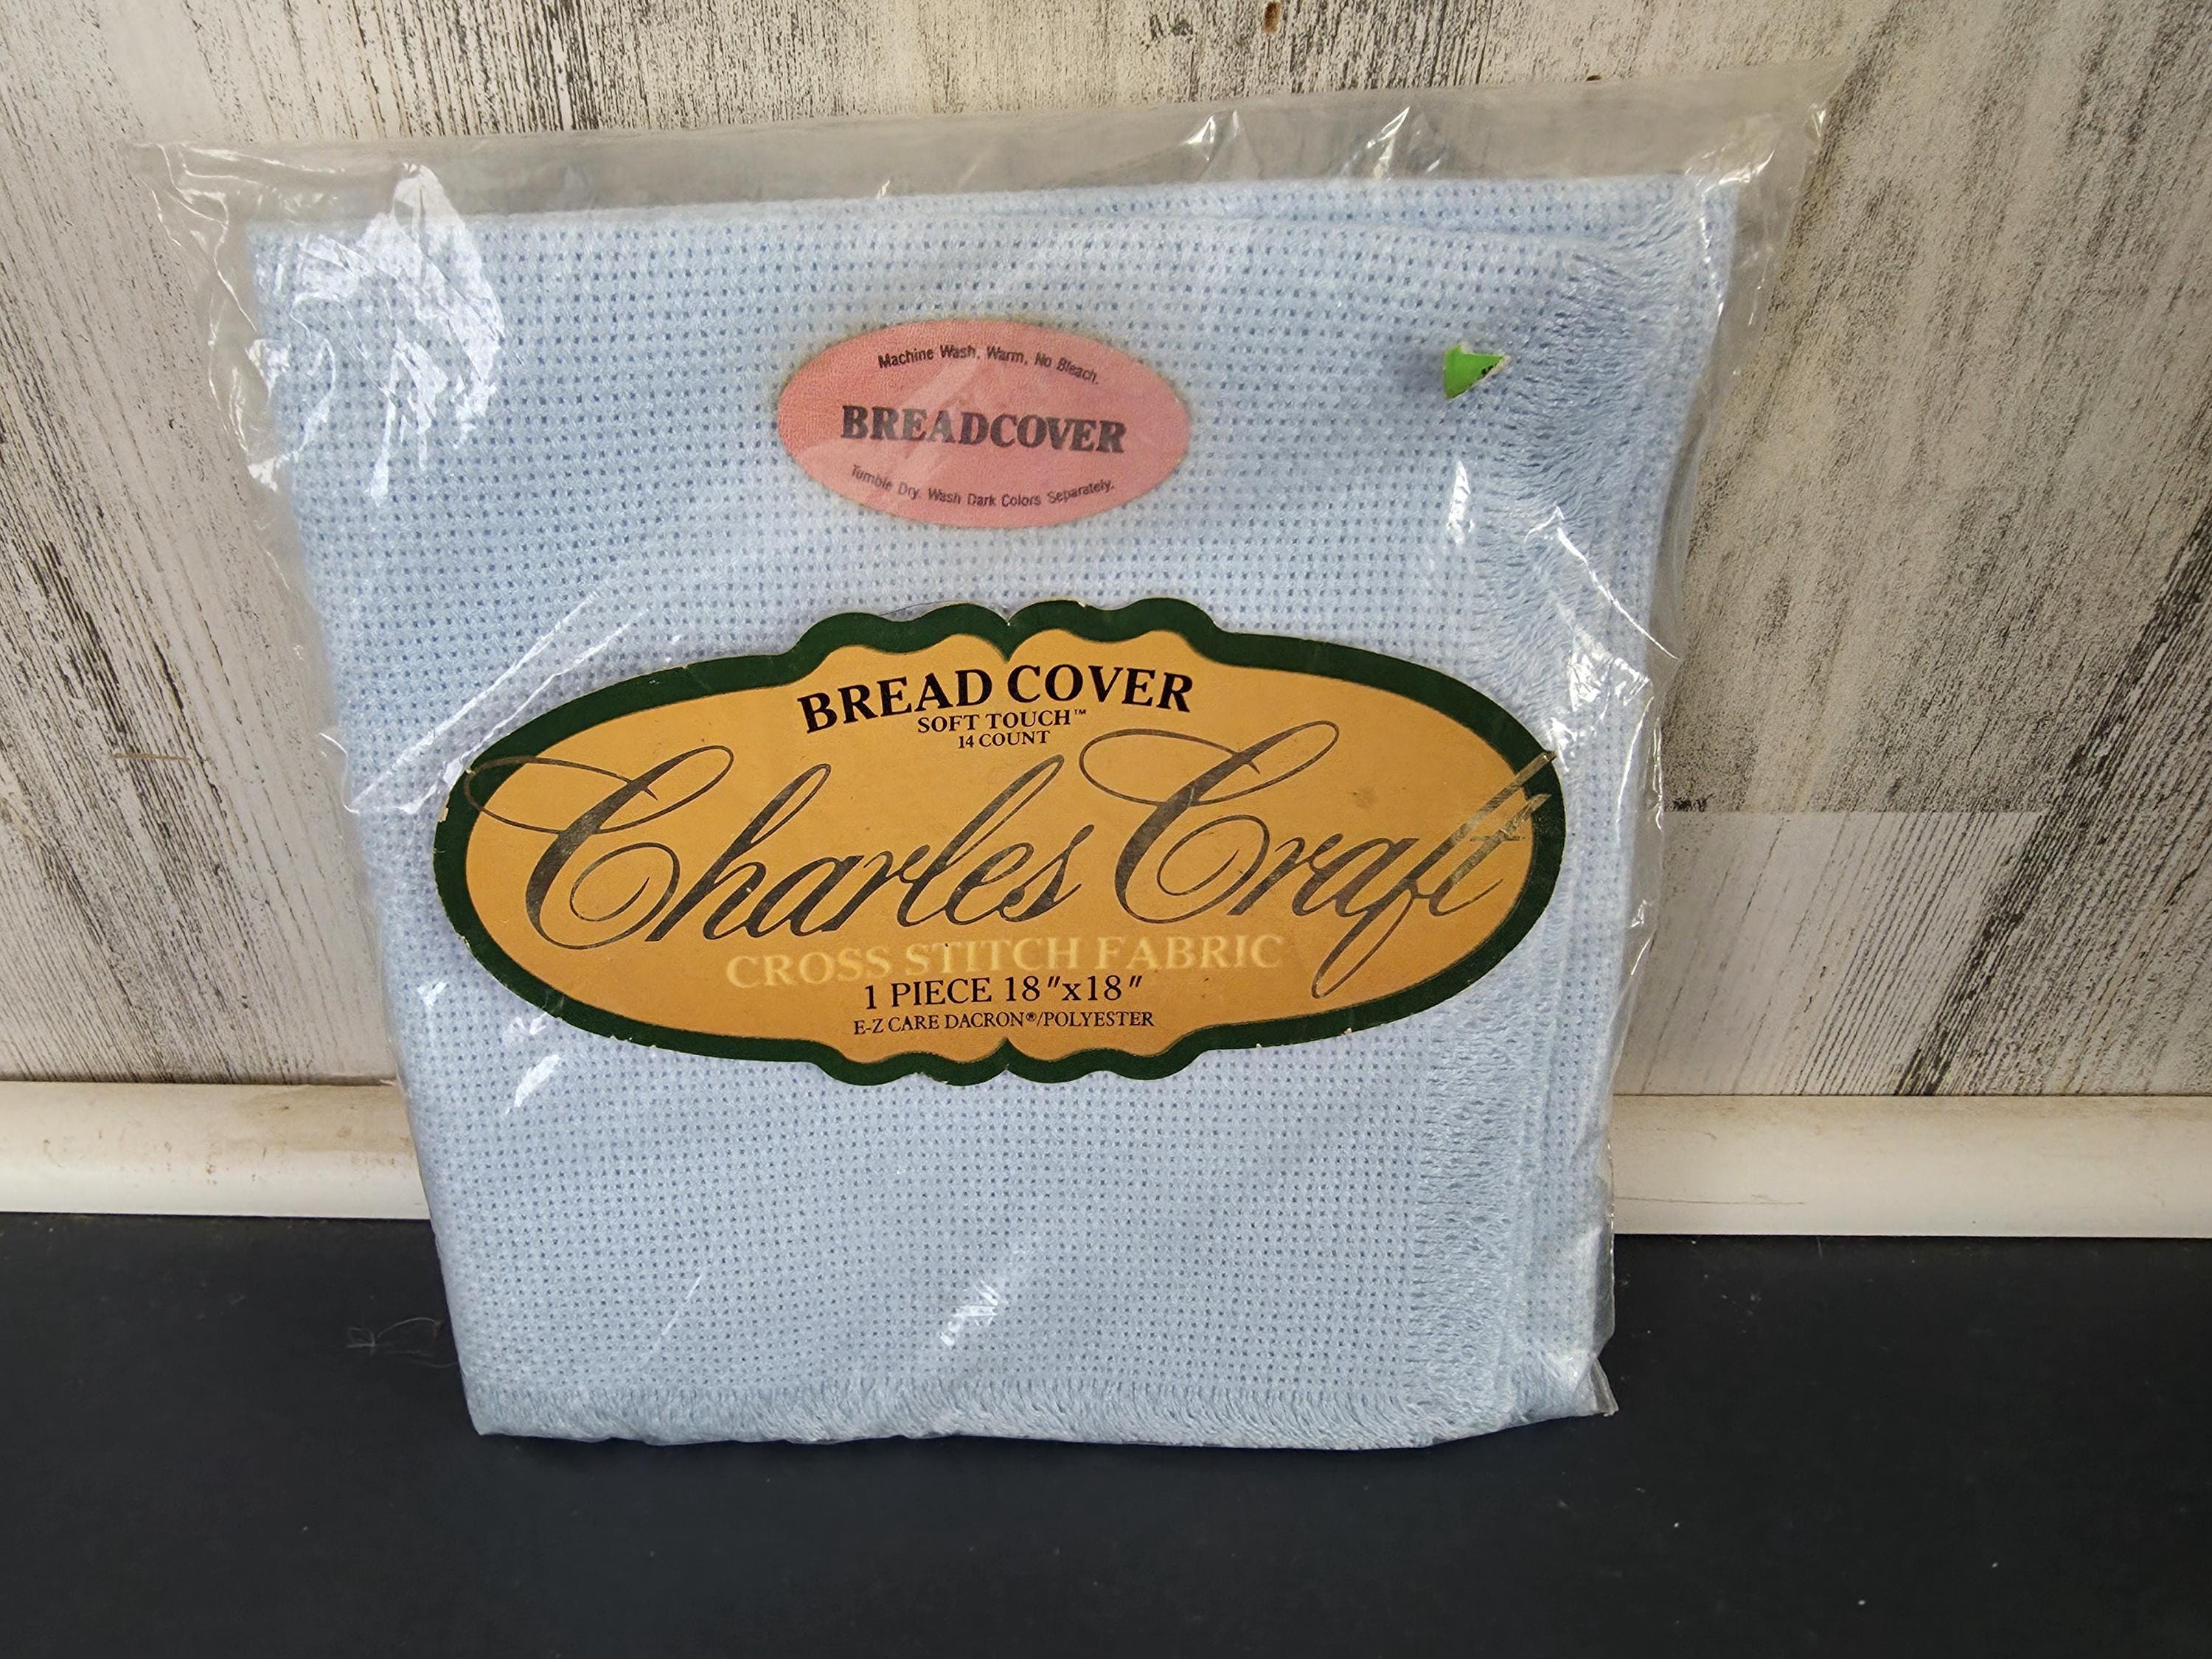 Machine Wash, Warm, No Bleach.
BREADCOVER
Tumble Dry. Wash Dark Colors Separately.
BREAD COVER
SOFT TOUCH™
14 COUNT
Charles Craft
CROSS STITCH FABRIC
1 PIECE 18"x18"
E-Z CARE DACRON®/POLYESTER